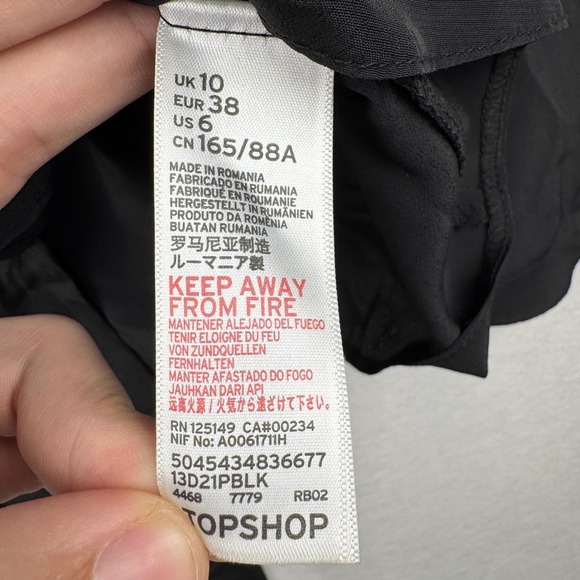 UK 10
EUR 38
US 6
CN 165/88A
MADE IN ROMANIA
FABRICADO EN RUMANIA
FABRIQUÉ EN ROUMANIE
HERGESTELLT IN RUMÄNIEN
PRODUTO DA ROMÊNIA
BUATAN RUMANIA
罗马尼亚制造
ルーマニア製
KEEP AWAY
FROM FIRE
MANTENER ALEJADO DEL FUEGO
TENIR ELOIGNE DU FEU
VON ZUNDQUELLEN
FERNHALTEN
MANTER AFASTADO DO FOGO
JAUHKAN DARI API
远离火源/火気から遠ざけて下さい。
RN 125149 CA#00234
NIF No: A0061711H
5045434836677
13D21PBLK
4468 7779 RB02
TOPSHOP